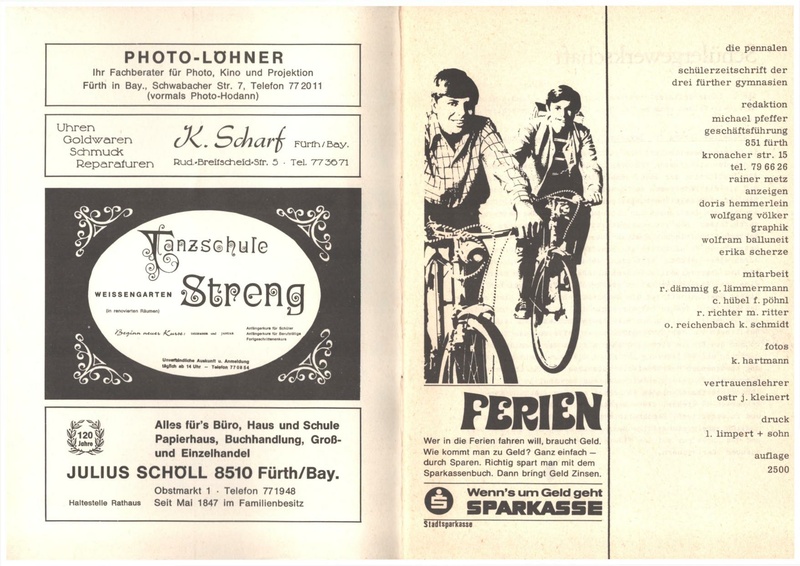 PHOTO-LÖHNER
Ihr Fachberater für Photo, Kino und Projektion
Fürth in Bay., Schwabacher Str. 7, Telefon 77 20 11
(vormals Photo-Hodann)
Uhren
Goldwaren
Schmuck
Reparaturen
K. Scharf Fürth/Bay.
Rud.-Breitscheid-Str. 5 · Tel. 77 36 71
Tanzschule
WEISSENGARTEN Streng
(in renovierten Räumen)
Beginn neuer Kurse:
Anfängerkurs für Schüler
Anfängerkurs für Berufstätige
Fortgeschrittenenkurs
Unverbindliche Auskunft u. Anmeldung
täglich ab 14 Uhr — Telefon 77 08 54
120
Jahre
Alles für's Büro, Haus und Schule
Papierhaus, Buchhandlung, Groß-
und Einzelhandel
JULIUS SCHÖLL 8510 Fürth/Bay.
Obstmarkt 1 · Telefon 771948
Haltestelle Rathaus Seit Mai 1847 im Familienbesitz
FERIEN
Wer in die Ferien fahren will, braucht Geld.
Wie kommt man zu Geld? Ganz einfach —
durch Sparen. Richtig spart man mit dem
Sparkassenbuch. Dann bringt Geld Zinsen.
Wenn's um Geld geht
SPARKASSE
Stadtsparkasse
die pennalen
schülerzeitschrift der
drei fürther gymnasien
redaktion
michael pfeffer
geschäftsführung
851 fürth
kronacher str. 15
tel. 79 66 26
rainer metz
anzeigen
doris hemmerlein
wolfgang völker
graphik
wolfram balluneit
erika scherze
mitarbeit
r. dämmig g. lämmermann
c. hübel f. pöhnl
r. richter m. ritter
o. reichenbach k. schmidt
fotos
k. hartmann
vertrauenslehrer
ostr j. kleinert
druck
l. limpert + sohn
auflage
2500